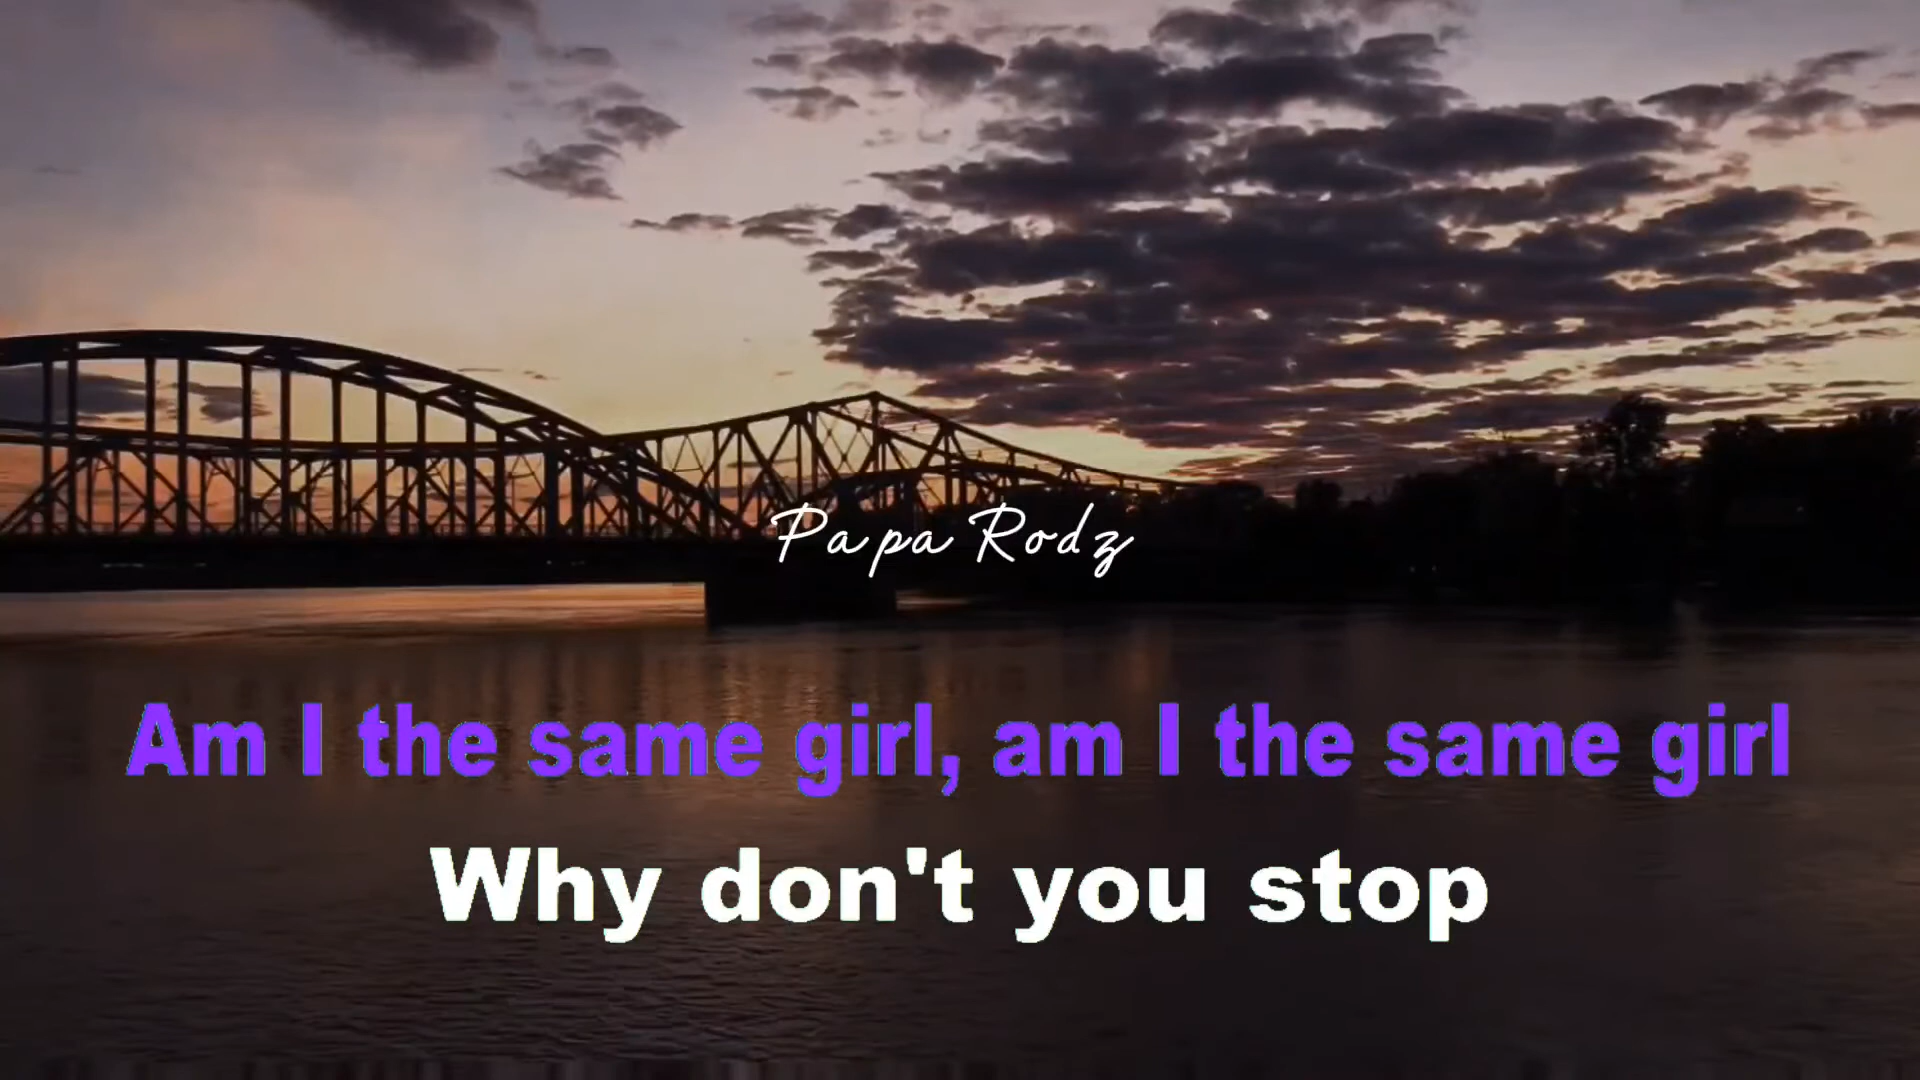 Papa Rodz
Am I the same girl, am I the same girl
Why don't you stop